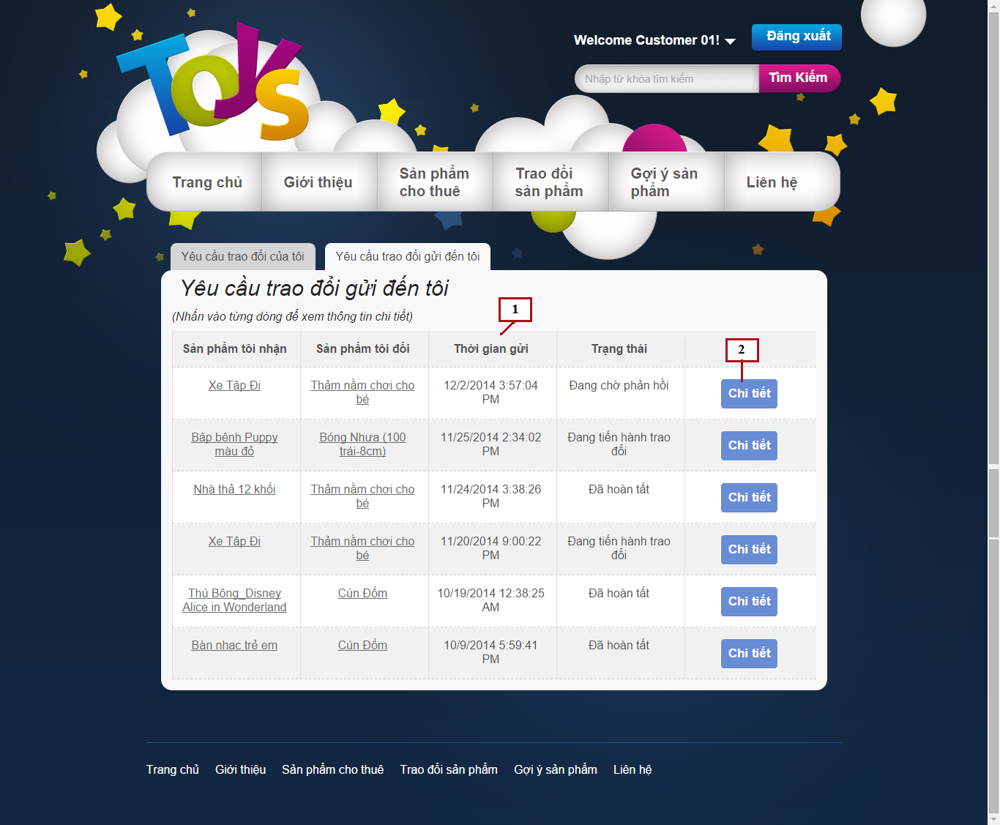 Toys
Welcome Customer 01!
Đăng xuất
Nhập từ khóa tìm kiếm
Tìm Kiếm
Trang chủ
Giới thiệu
Sản phẩm
cho thuê
Trao đổi
sản phẩm
Gợi ý sản
phẩm
Liên hệ
Yêu cầu trao đổi của tôi
Yêu cầu trao đổi gửi đến tôi
Yêu cầu trao đổi gửi đến tôi
(Nhấn vào từng dòng để xem thông tin chi tiết)
1
Sản phẩm tôi nhận
Sản phẩm tôi đổi
Thời gian gửi
Trạng thái
2
Xe Tập Đi
Thảm nằm chơi cho
bé
12/2/2014 3:57:04
PM
Đang chờ phản hồi
Chi tiết
Bập bênh Puppy
màu đỏ
Bóng Nhựa (100
trái-8cm)
11/25/2014 2:34:02
PM
Đang tiến hành trao
đổi
Chi tiết
Nhà thả 12 khối
Thảm nằm chơi cho
bé
11/24/2014 3:38:26
PM
Đã hoàn tất
Chi tiết
Xe Tập Đi
Thảm nằm chơi cho
bé
11/20/2014 9:00:22
PM
Đang tiến hành trao
đổi
Chi tiết
Thú Bông_Disney
Alice in Wonderland
Cún Đốm
10/19/2014 12:38:25
AM
Đã hoàn tất
Chi tiết
Bàn nhạc trẻ em
Cún Đốm
10/9/2014 5:59:41
PM
Đã hoàn tất
Chi tiết
Trang chủ Giới thiệu Sản phẩm cho thuê Trao đổi sản phẩm Gợi ý sản phẩm Liên hệ